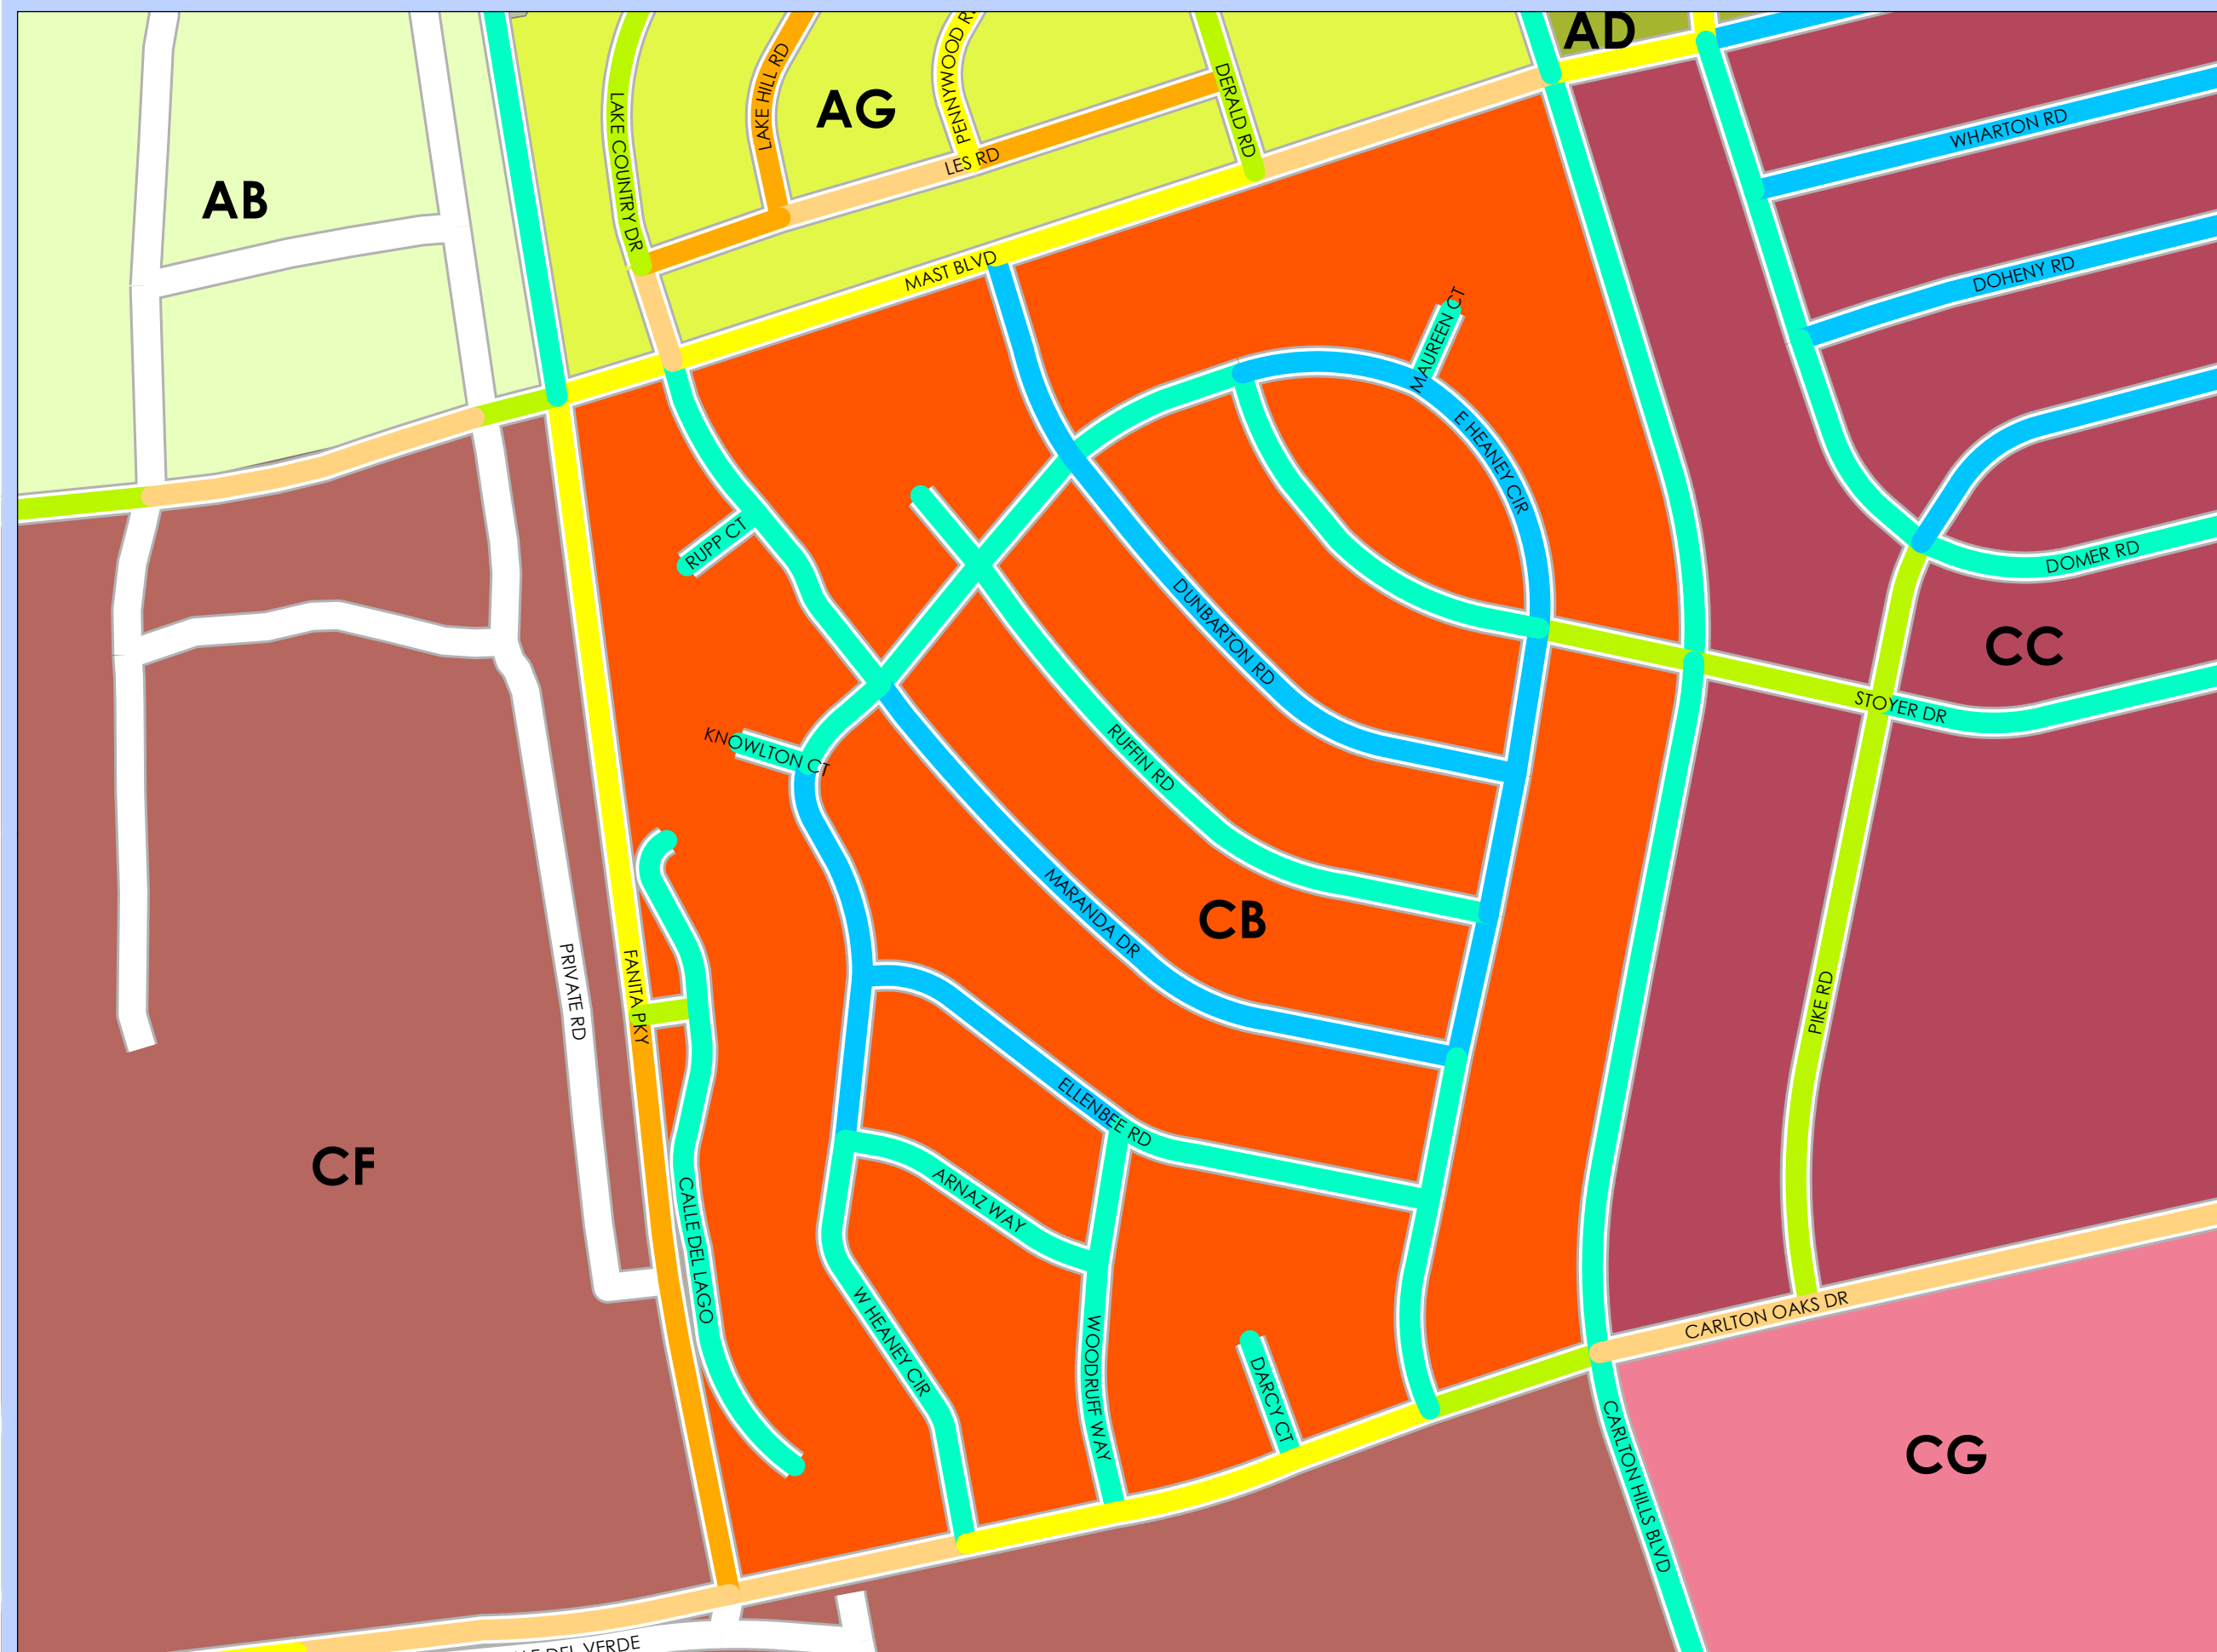 AD
PENNYWOOD
LAKE HILL RD
AG
LAKE COUNTRY DR
DERALD RD
WHARTON RD
LES RD
AB
MAST BLVD
DOHENY RD
MAUREEN CT
E HEANEY CIR
RUPP CT
DOMER RD
DUNBARTON RD
CC
STOYER DR
KNOWLTON CT
RUFFIN RD
MARANDA DR
CB
PRIVATE RD
FANITA PKY
PIKE RD
ELLENBEE RD
CF
ARNAZ WAY
CALLE DEL LAGO
W HEANEY CIR
WOODRUFF WAY
DARCY CT
CARLTON OAKS DR
CARLTON HILLS BLVD
CG
DEL VERDE